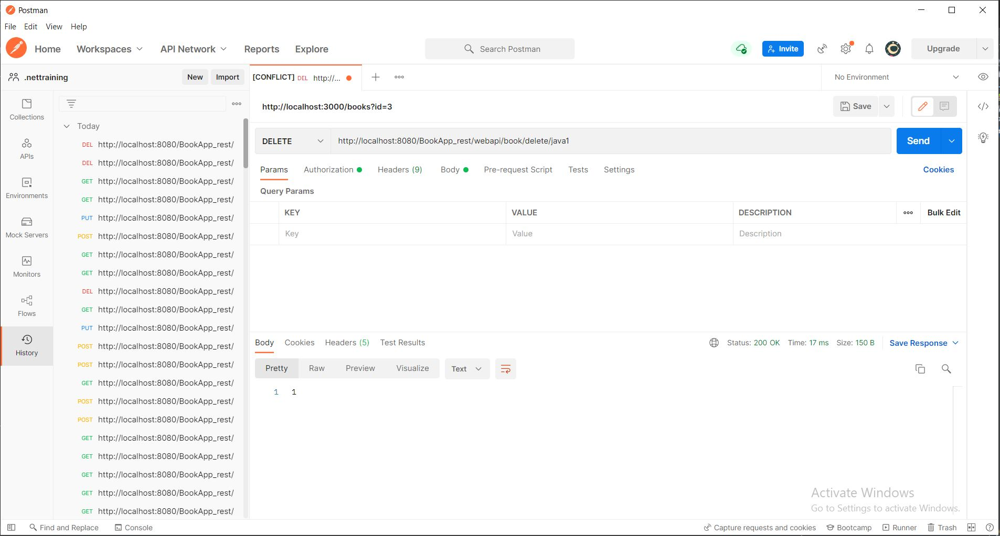 Postman
File Edit View Help
Home Workspaces API Network Reports Explore Search Postman Invite Upgrade
.nettraining New Import [CONFLICT] DEL http://... No Environment
http://localhost:3000/books?id=3 Save
Collections
APIs
Environments
Mock Servers
Monitors
Flows
History
Today
DEL http://localhost:8080/BookApp_rest/
DEL http://localhost:8080/BookApp_rest/
GET http://localhost:8080/BookApp_rest/
GET http://localhost:8080/BookApp_rest/
PUT http://localhost:8080/BookApp_rest/
POST http://localhost:8080/BookApp_rest/
GET http://localhost:8080/BookApp_rest/
GET http://localhost:8080/BookApp_rest/
DEL http://localhost:8080/BookApp_rest/
GET http://localhost:8080/BookApp_rest/
PUT http://localhost:8080/BookApp_rest/
POST http://localhost:8080/BookApp_rest/
POST http://localhost:8080/BookApp_rest/
GET http://localhost:8080/BookApp_rest/
POST http://localhost:8080/BookApp_rest/
POST http://localhost:8080/BookApp_rest/
GET http://localhost:8080/BookApp_rest/
GET http://localhost:8080/BookApp_rest/
GET http://localhost:8080/BookApp_rest/
GET http://localhost:8080/BookApp_rest/
GET http://localhost:8080/BookApp_rest/
DELETE http://localhost:8080/BookApp_rest/webapi/book/delete/java1 Send
Params Authorization Headers (9) Body Pre-request Script Tests Settings Cookies
Query Params
KEY VALUE DESCRIPTION Bulk Edit
Key Value Description
Body Cookies Headers (5) Test Results Status: 200 OK Time: 17 ms Size: 150 B Save Response
Pretty Raw Preview Visualize Text
1 1
Activate Windows
Go to Settings to activate Windows.
Find and Replace Console Capture requests and cookies Bootcamp Runner Trash